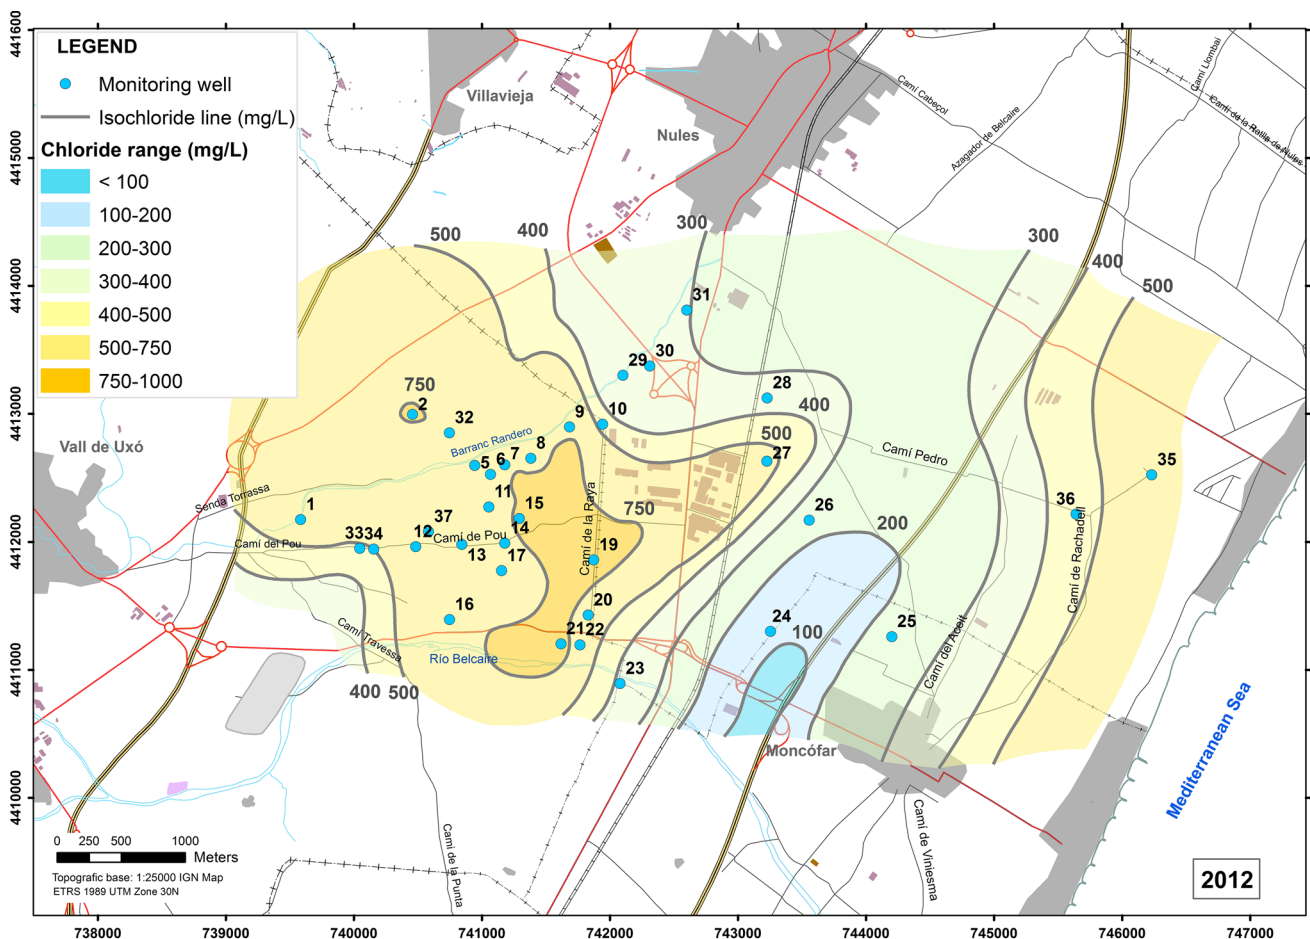 LEGEND
Monitoring well
Isochloride line (mg/L)
Chloride range (mg/L)
< 100
100-200
200-300
300-400
400-500
500-750
750-1000
Villavieja
Nules
Camí Cabeçol
Azagador de Belcaire
Camí Llombai
Camí de la Ratlla de Nules
500
400
300
300
400
500
31
29
30
28
750
2
32
9
10
400
Barranc Randero
8
500
Vall de Uxó
7
6
5
27
Camí Pedro
35
Senda Torrassa
1
11
15
750
26
36
37
14
Camí de la Raya
200
Camí del Pou
3334
12
Camí de Pou
13
17
19
Camí de Rachadell
16
20
24
25
Camí Travessa
2122
100
Camí del Aceit
Río Belcaire
23
400
500
Moncófar
Mediterranean Sea
Camí de la Punta
Camí de Viniesma
0 250 500 1000
Meters
Topografic base: 1:25000 IGN Map
ETRS 1989 UTM Zone 30N
2012
4416000
4415000
4414000
4413000
4412000
4411000
4410000
738000 739000 740000 741000 742000 743000 744000 745000 746000 747000